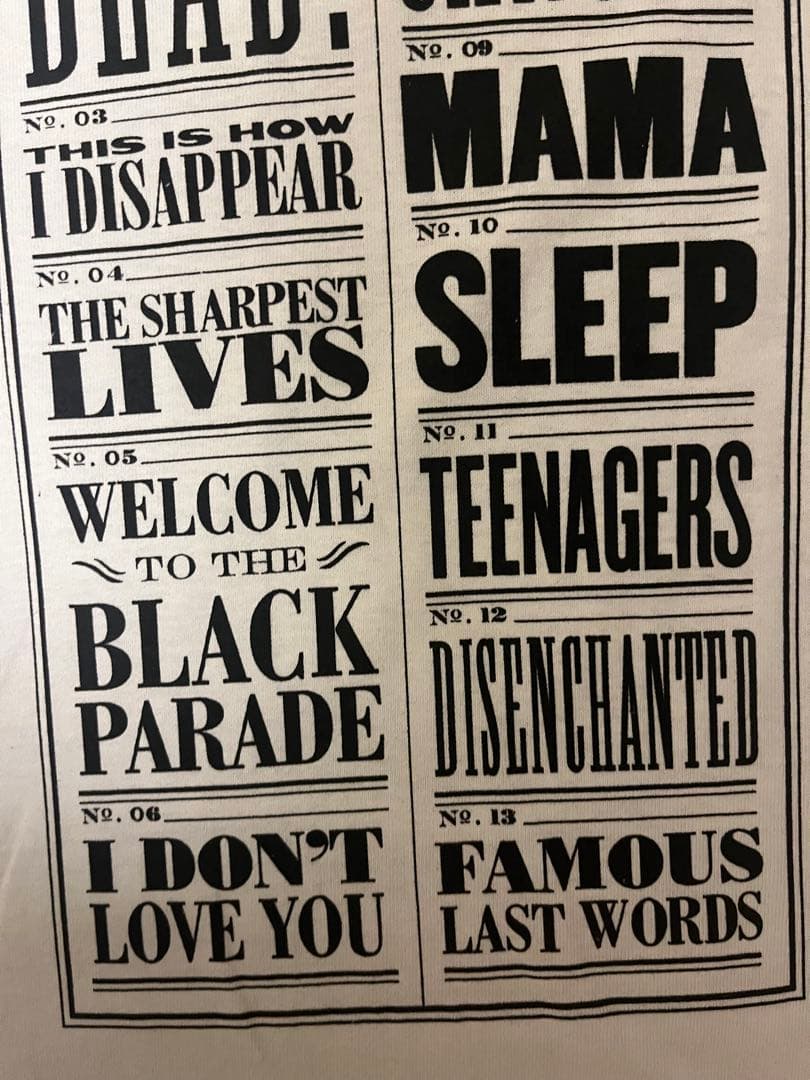 DEAD!
No. 03
THIS IS HOW
I DISAPPEAR
No. 04
THE SHARPEST
LIVES
No. 05
WELCOME
TO THE
BLACK
PARADE
No. 06
I DON'T
LOVE YOU
No. 09
MAMA
No. 10
SLEEP
No. 11
TEENAGERS
No. 12
DISENCHANTED
No. 13
FAMOUS
LAST WORDS